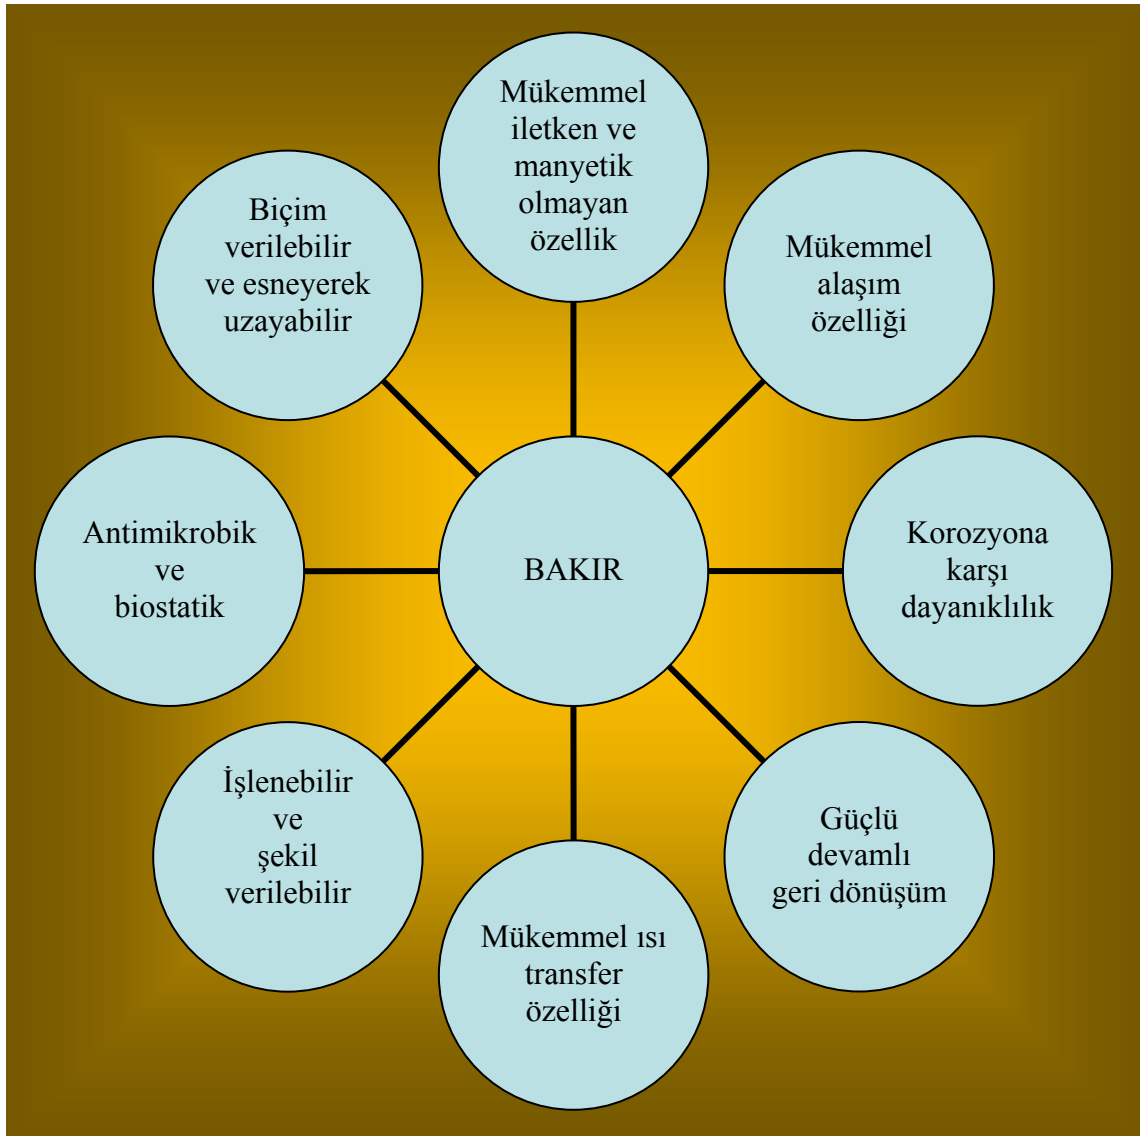 Mükemmel
iletken ve
manyetik
olmayan
özellik
Mükemmel
alaşım
özelliği
Korozyona
karşı
dayanıklılık
Güçlü
devamlı
geri dönüşüm
Mükemmel ısı
transfer
özelliği
İşlenebilir
ve
şekil
verilebilir
Antimikrobik
ve
biostatik
Biçim
verilebilir
ve esneyerek
uzayabilir
BAKIR